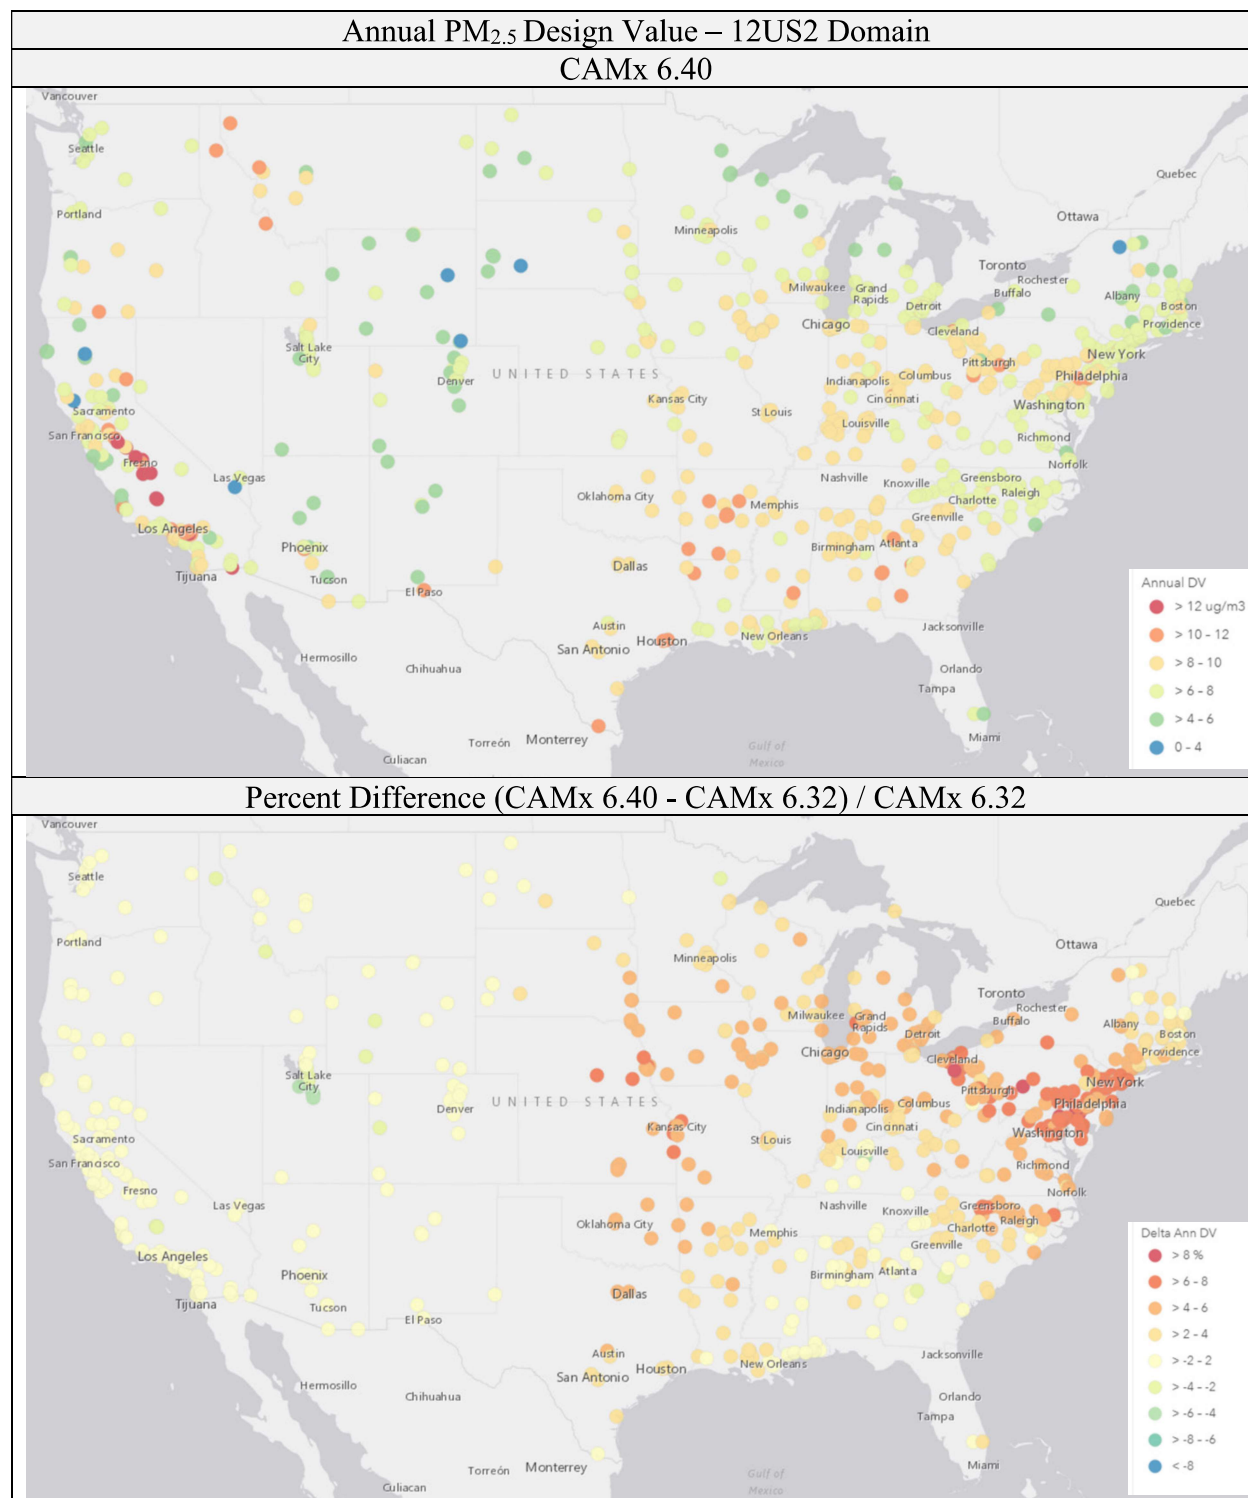 Annual PM2.5 Design Value – 12US2 Domain
CAMx 6.40
Vancouver
Seattle
Quebec
Portland
Ottawa
Minneapolis
Toronto
Rochester
Milwaukee
Grand
Rapids
Buffalo
Albany
Detroit
Boston
Chicago
Cleveland
Providence
Salt Lake
City
New York
Pittsburgh
Denver
UNITED STATES
Indianapolis
Columbus
Philadelphia
Kansas City
Cincinnati
Sacramento
St Louis
Washington
Louisville
San Francisco
Richmond
Fresno
Norfolk
Las Vegas
Nashville
Knoxville
Greensboro
Oklahoma City
Memphis
Charlotte
Raleigh
Greenville
Los Angeles
Phoenix
Birmingham
Atlanta
Dallas
Tijuana
Tucson
El Paso
Austin
Jacksonville
Houston
New Orleans
San Antonio
Hermosillo
Chihuahua
Orlando
Tampa
Torreón
Monterrey
Miami
Gulf of
Mexico
Culiacan
Annual DV
> 12 ug/m3
> 10 - 12
> 8 - 10
> 6 - 8
> 4 - 6
0 - 4
Percent Difference (CAMx 6.40 - CAMx 6.32) / CAMx 6.32
Vancouver
Seattle
Quebec
Portland
Ottawa
Minneapolis
Toronto
Rochester
Milwaukee
Grand
Rapids
Buffalo
Albany
Detroit
Boston
Chicago
Cleveland
Providence
Salt Lake
City
New York
Pittsburgh
Denver
UNITED STATES
Indianapolis
Columbus
Philadelphia
Kansas City
Cincinnati
Sacramento
St Louis
Washington
Louisville
San Francisco
Richmond
Fresno
Norfolk
Las Vegas
Nashville
Knoxville
Greensboro
Oklahoma City
Memphis
Charlotte
Raleigh
Greenville
Los Angeles
Phoenix
Birmingham
Atlanta
Dallas
Tijuana
Tucson
El Paso
Austin
Jacksonville
Houston
New Orleans
San Antonio
Hermosillo
Chihuahua
Orlando
Tampa
Torreón
Monterrey
Miami
Gulf of
Mexico
Culiacan
Delta Ann DV
> 8 %
> 6 - 8
> 4 - 6
> 2 - 4
> -2 - 2
> -4 - -2
> -6 - -4
> -8 - -6
< -8